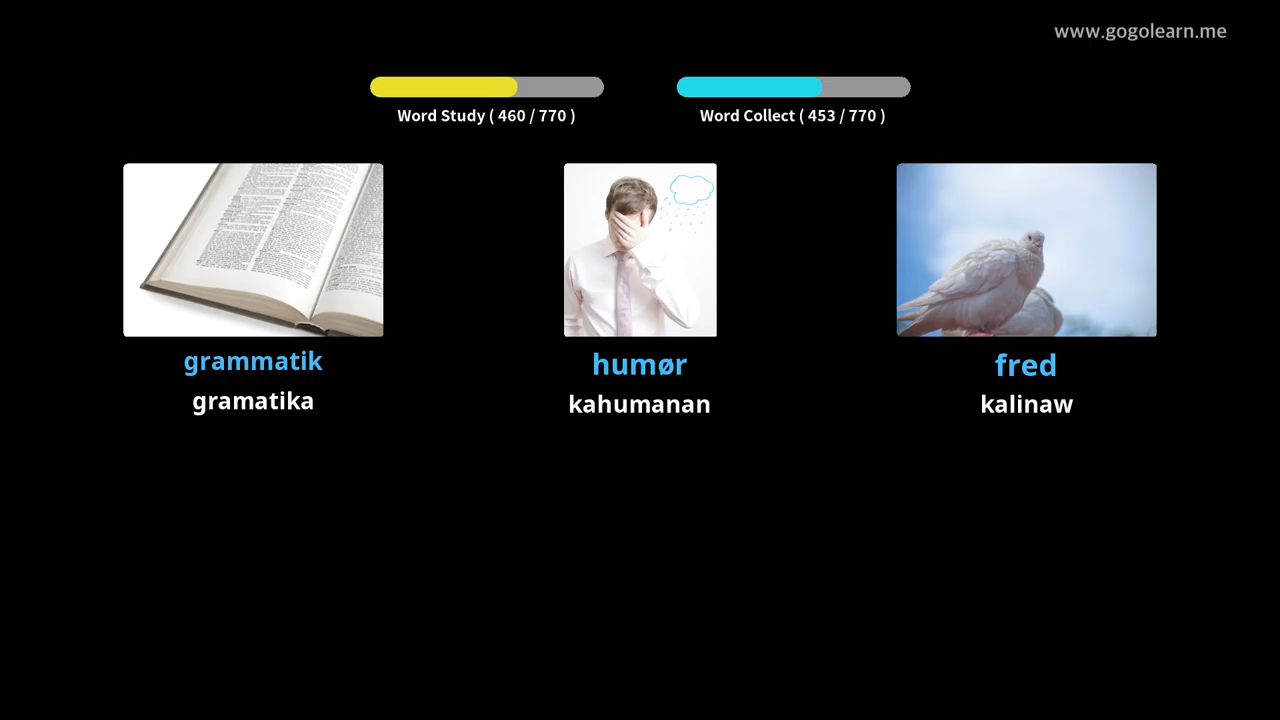 www.gogolearn.me
Word Study ( 460 / 770 )
Word Collect ( 453 / 770 )
grammatik
gramatika
humør
kahumanan
fred
kalinaw